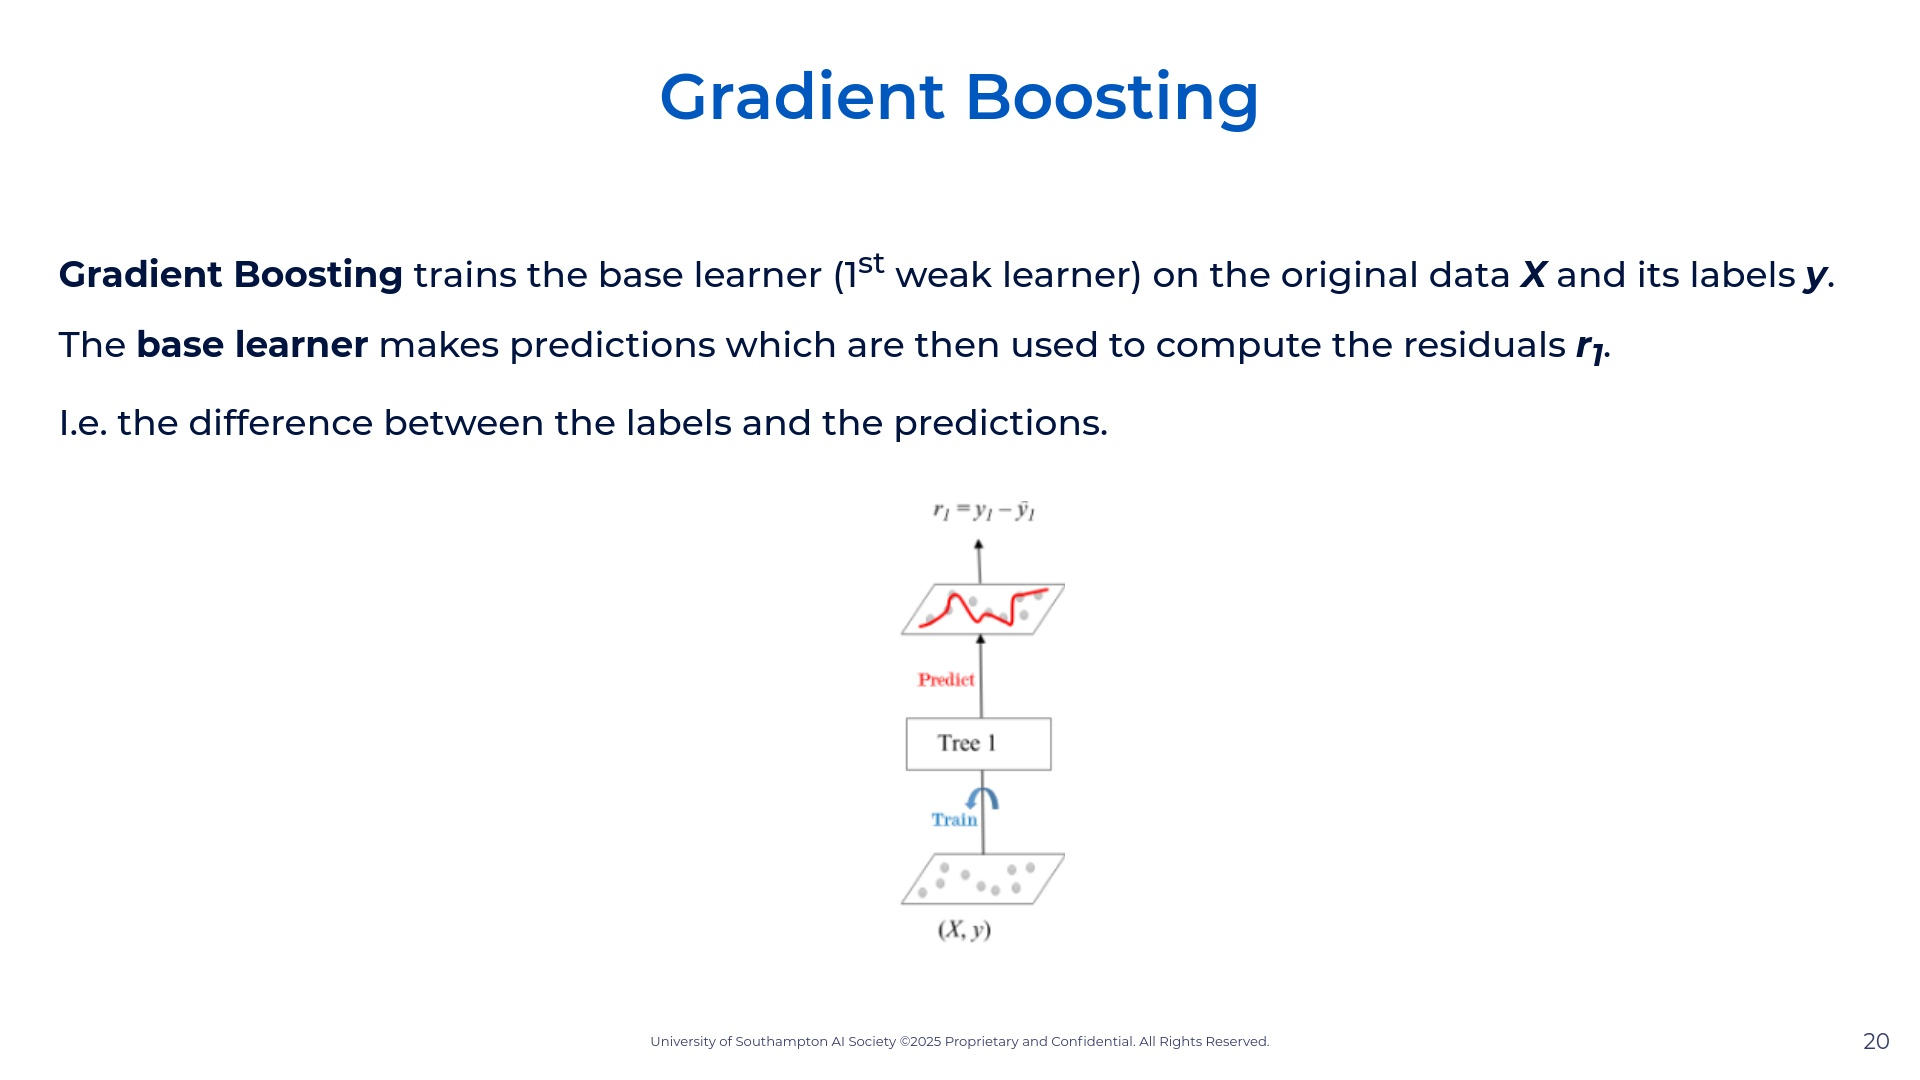 Gradient Boosting
Gradient Boosting trains the base learner (1st weak learner) on the original data X and its labels y.
The base learner makes predictions which are then used to compute the residuals r1.
I.e. the difference between the labels and the predictions.
r1 = y1 − ȳ1
Predict
Tree 1
Train
(X, y)
University of Southampton AI Society ©2025 Proprietary and Confidential. All Rights Reserved.
20